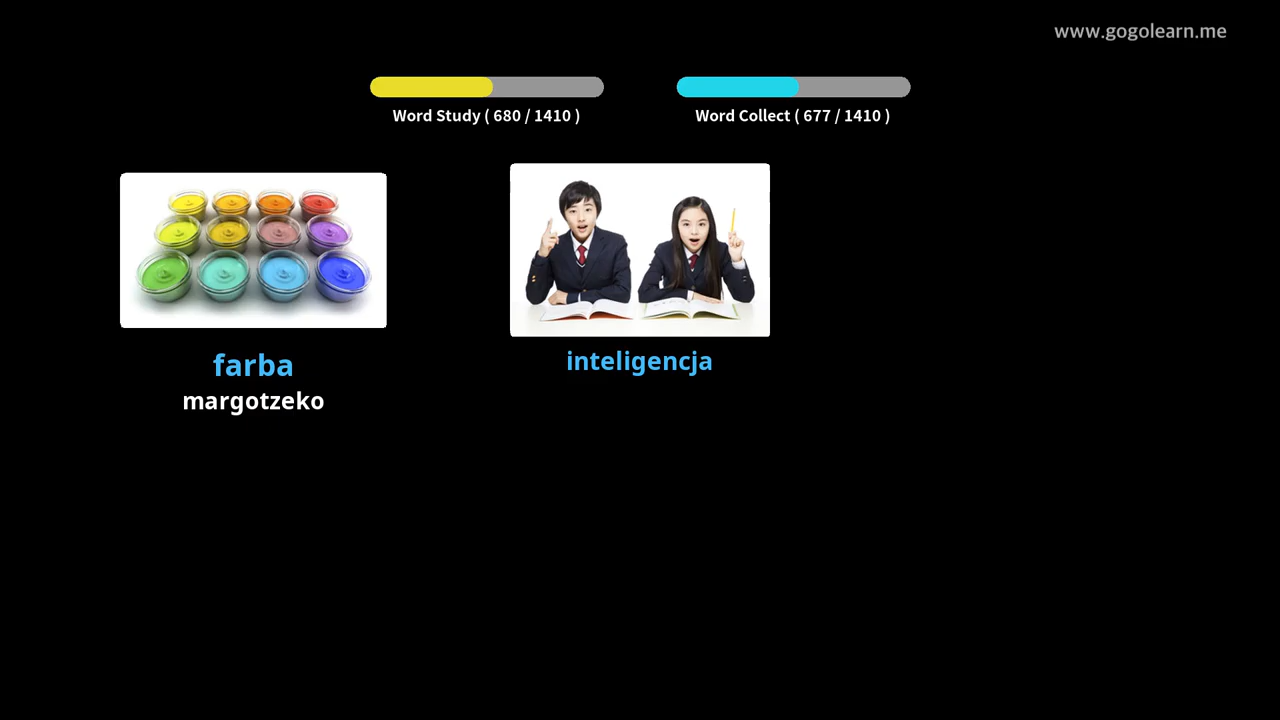 www.gogolearn.me
Word Study ( 680 / 1410 )
Word Collect ( 677 / 1410 )
farba
margotzeko
inteligencja